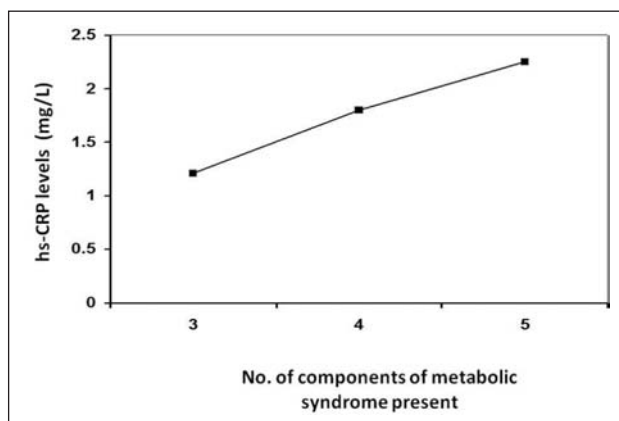 2.5
2
1.5
1
0.5
0
hs-CRP levels (mg/L)
3 4 5
No. of components of metabolic
syndrome present